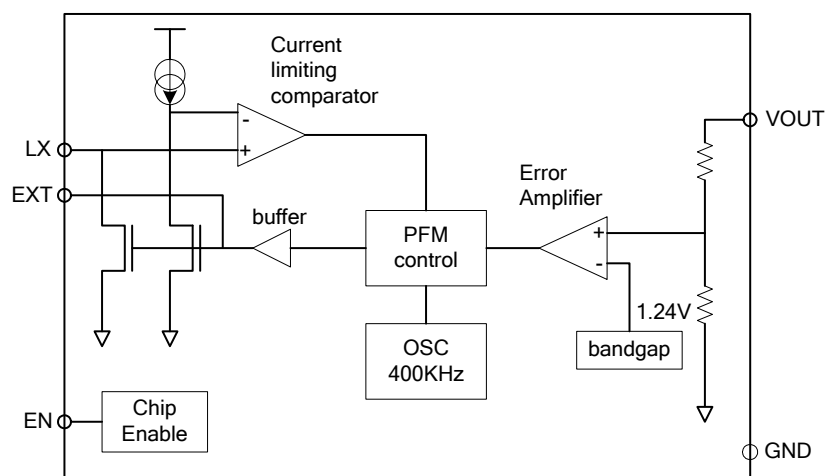 Current
limiting
comparator
-
+
LX
EXT
VOUT
buffer
PFM
control
Error
Amplifier
+
-
1.24V
OSC
400KHz
bandgap
EN
Chip
Enable
GND